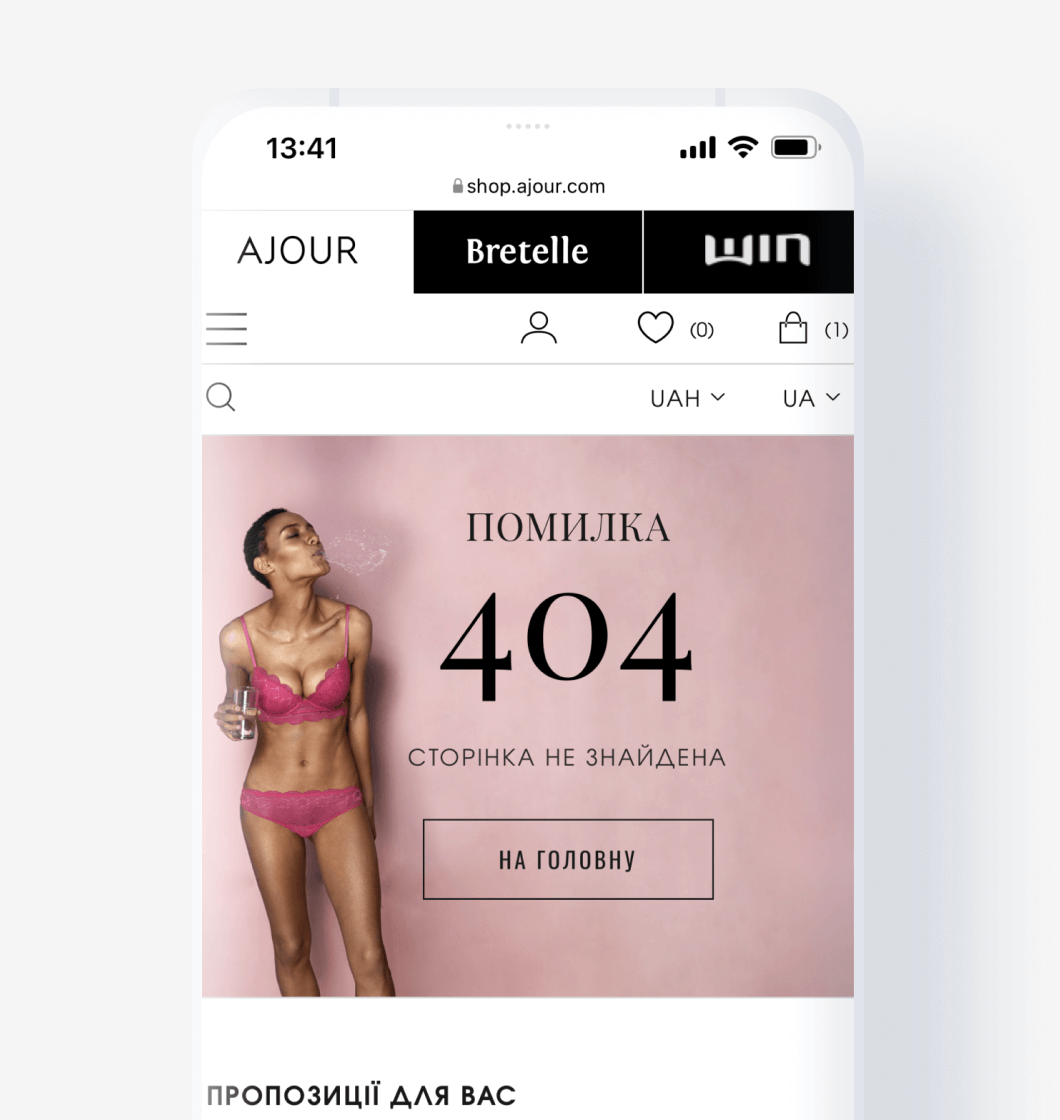 13:41
shop.ajour.com
AJOUR Bretelle WIN
(0) (1)
UAH UA
ПОМИЛКА
404
СТОРІНКА НЕ ЗНАЙДЕНА
НА ГОЛОВНУ
ПРОПОЗИЦІЇ ДЛЯ ВАС